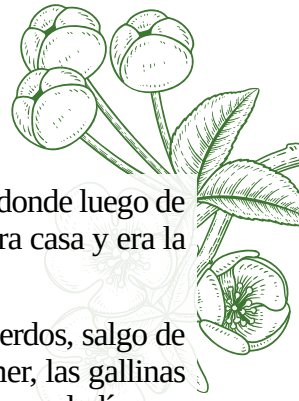 donde luego de
ra casa y era la
erdos, salgo de
ner, las gallinas